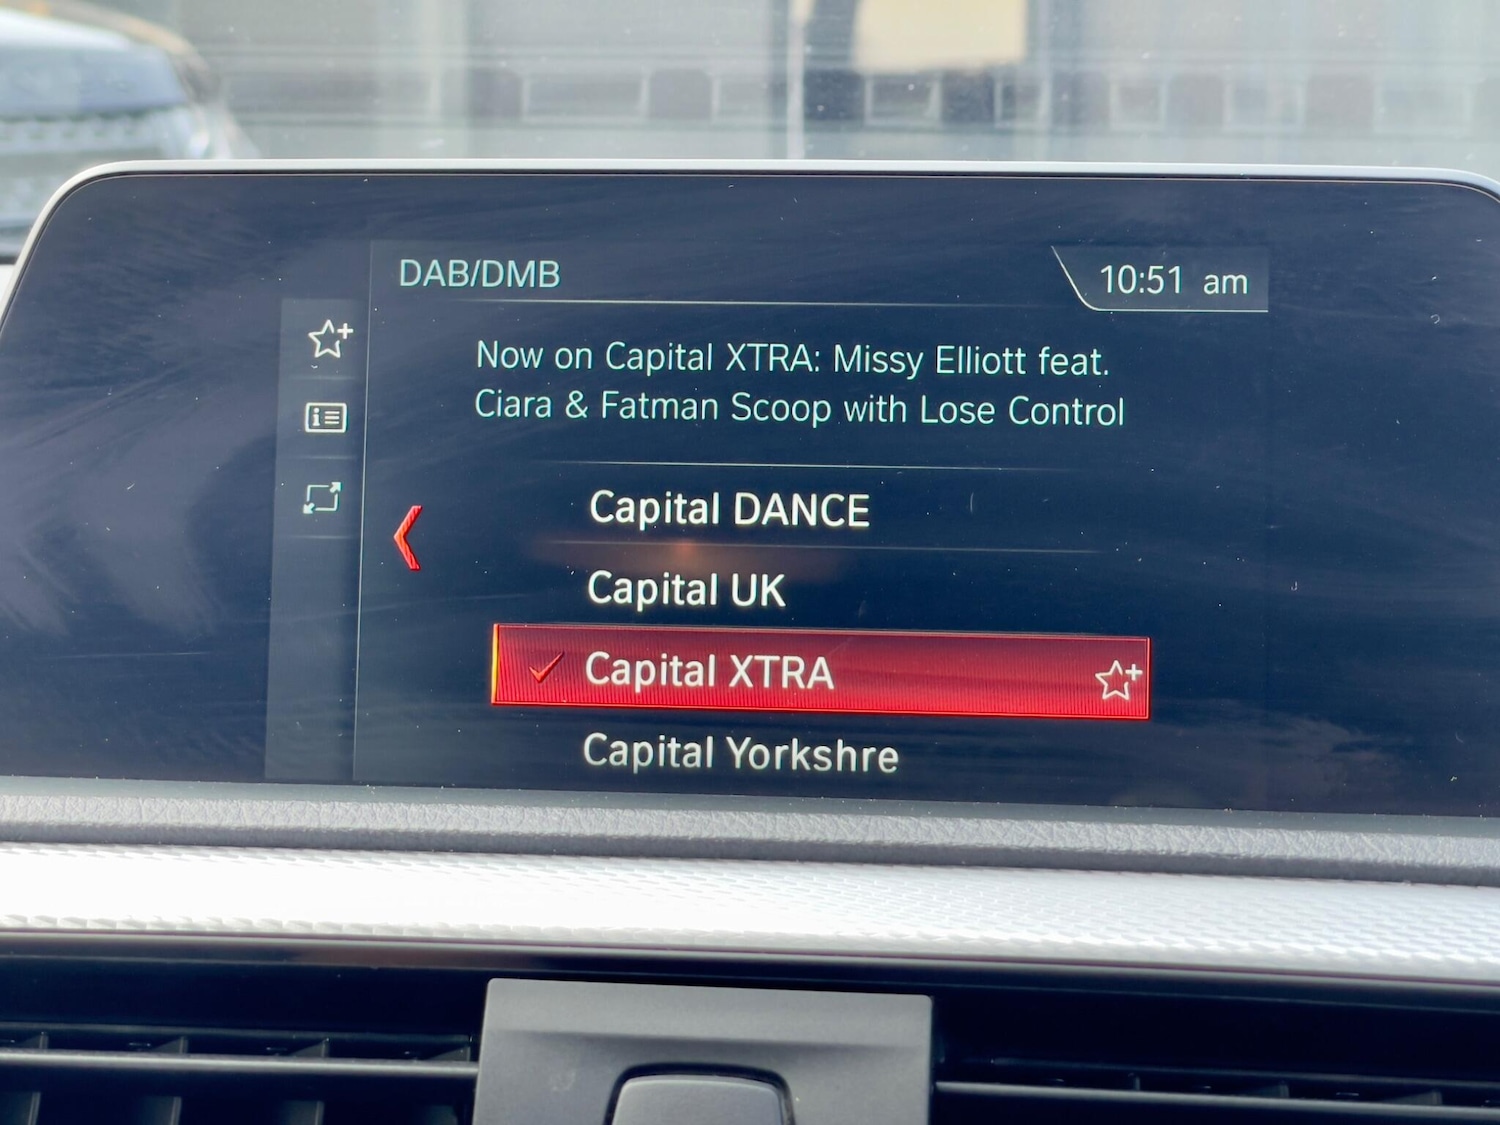 DAB/DMB
10:51 am
Now on Capital XTRA: Missy Elliott feat.
Ciara & Fatman Scoop with Lose Control
Capital DANCE
Capital UK
Capital XTRA
Capital Yorkshre